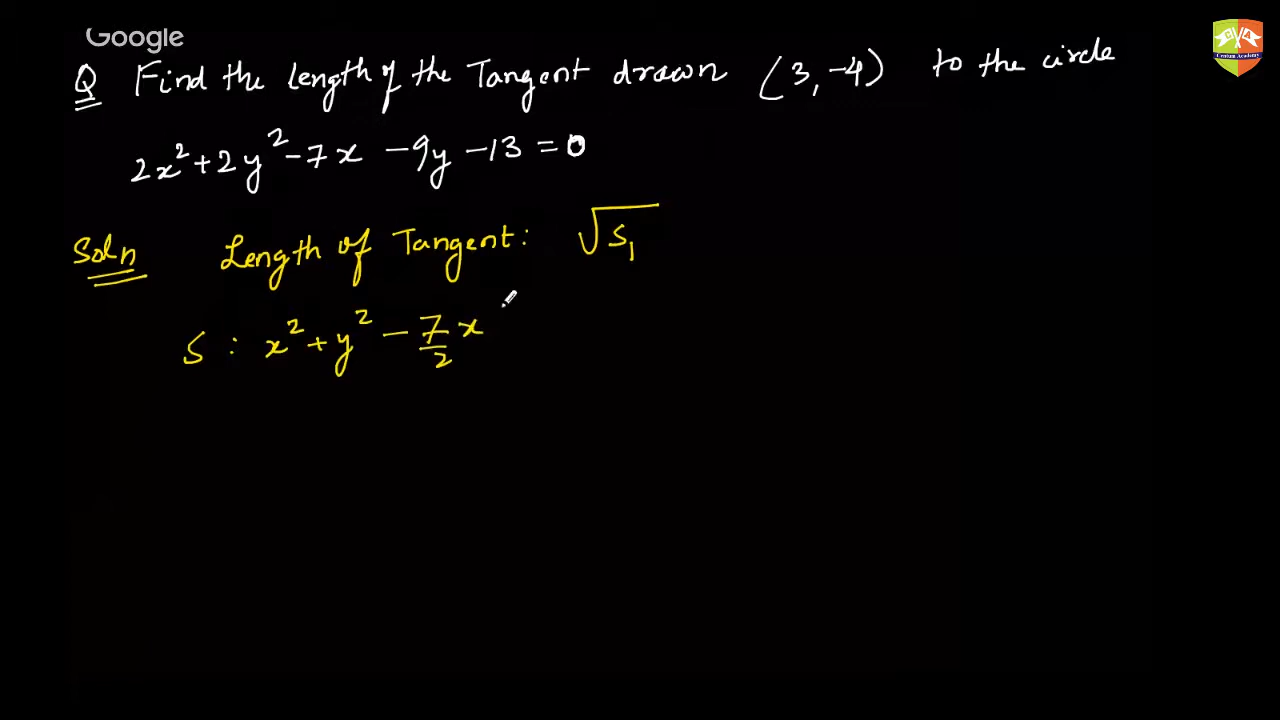 Google
Q Find the length of the Tangent drawn (3,-4) to the circle
2x²+2y²-7x -9y -13 = 0
Soln Length of Tangent: √S₁
S : x²+y² - 7/2 x